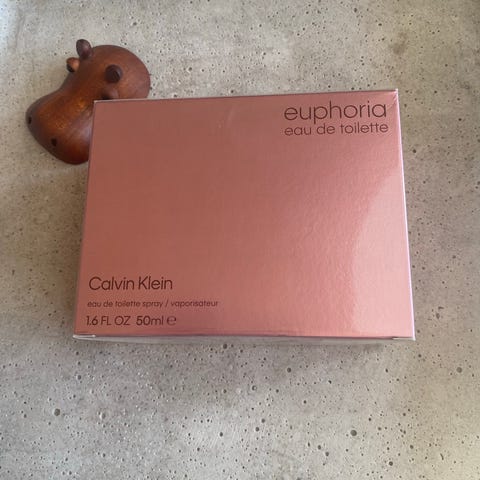 euphoria
eau de toilette
Calvin Klein
eau de toilette spray / vaporisateur
1.6 FL OZ 50ml ℮